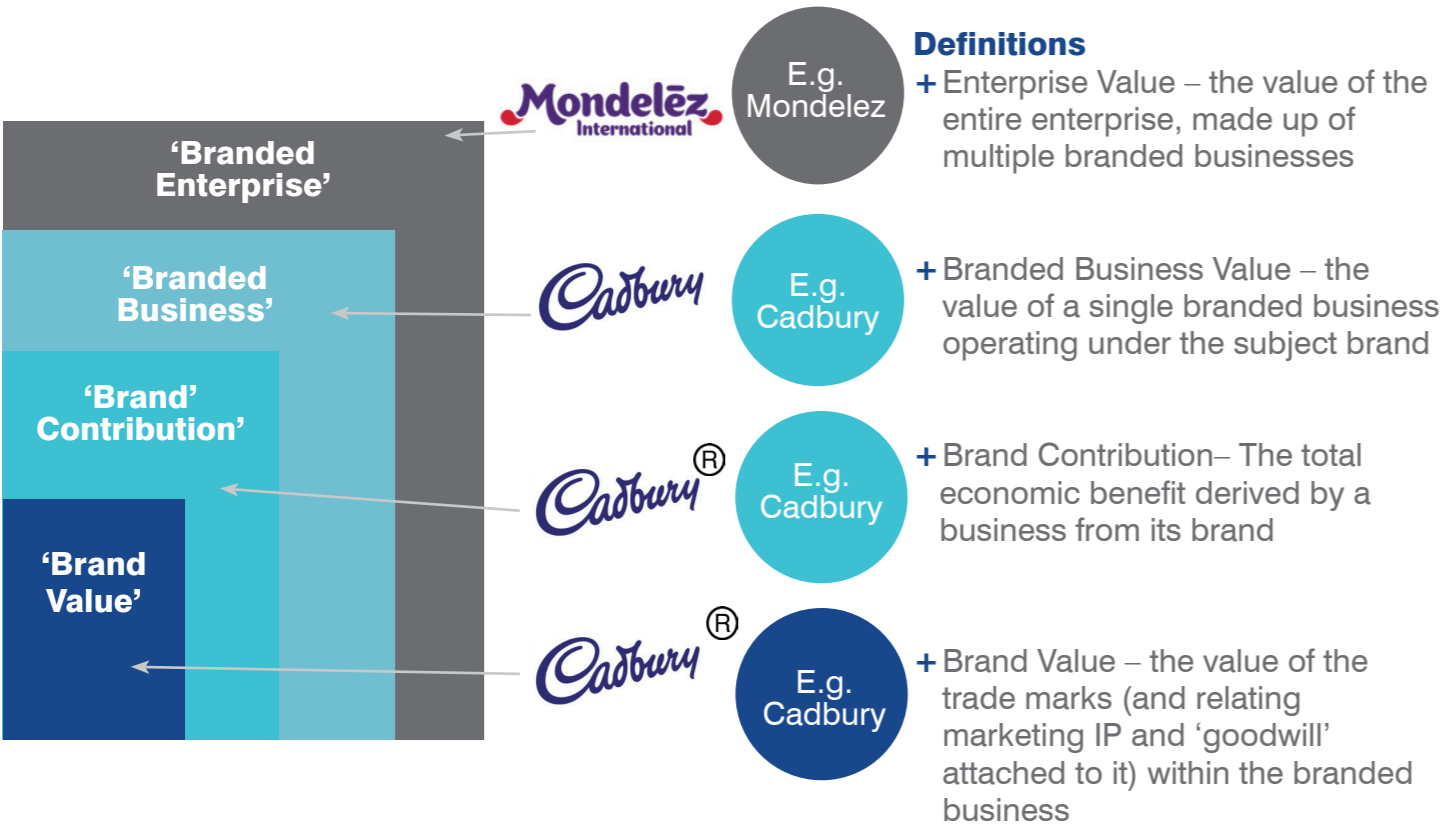 ‘Branded
Enterprise’
‘Branded
Business’
‘Brand’
Contribution’
‘Brand
Value’
Mondelēz
International
Cadbury
Cadbury®
Cadbury®
E.g.
Mondelez
E.g.
Cadbury
E.g.
Cadbury
E.g.
Cadbury
Definitions
+ Enterprise Value – the value of the
entire enterprise, made up of
multiple branded businesses
+ Branded Business Value – the
value of a single branded business
operating under the subject brand
+ Brand Contribution– The total
economic benefit derived by a
business from its brand
+ Brand Value – the value of the
trade marks (and relating
marketing IP and ‘goodwill’
attached to it) within the branded
business